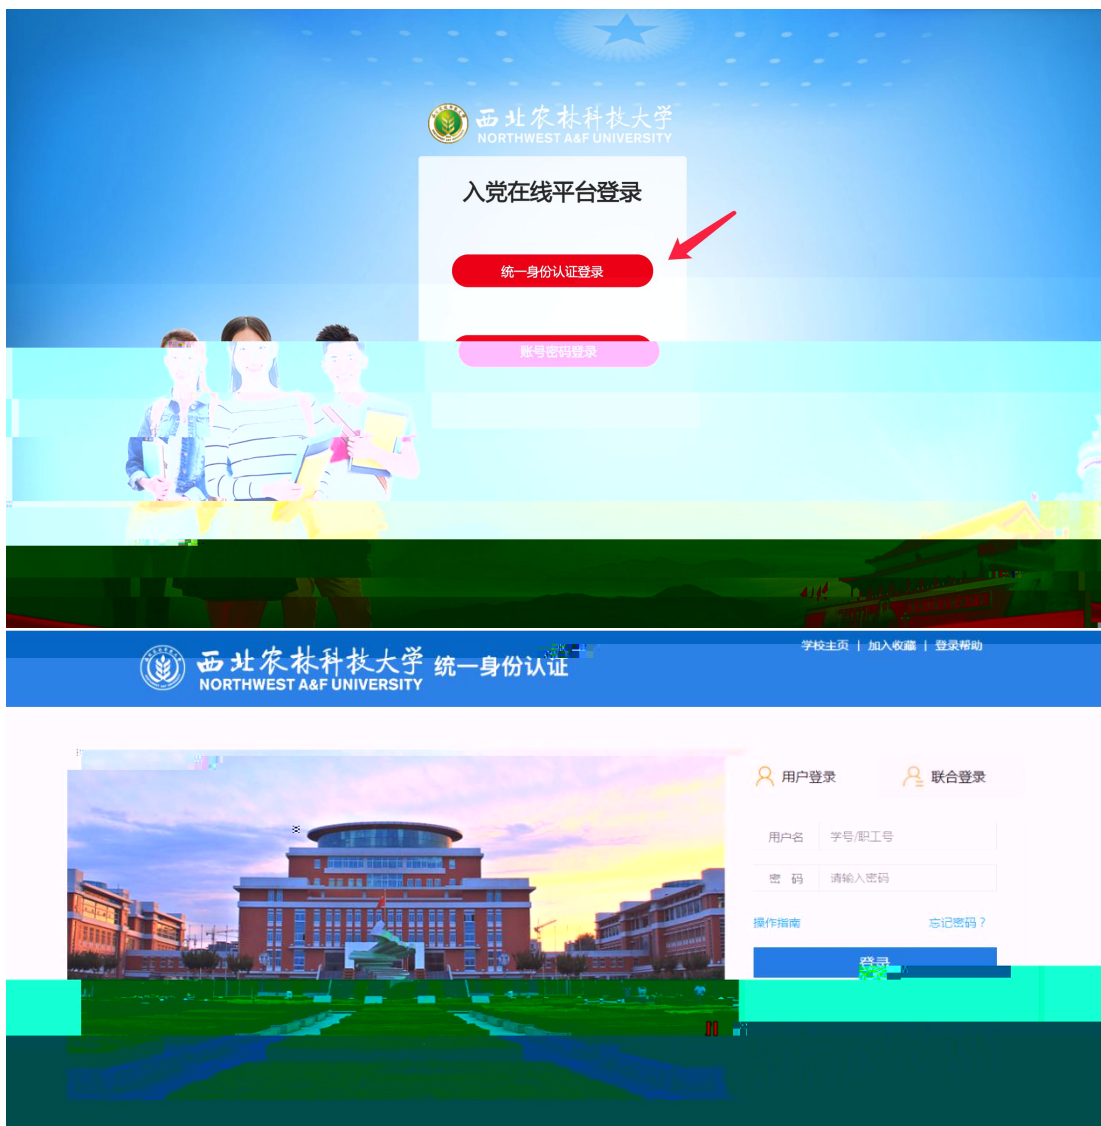 西北农林科技大学
NORTHWEST A&F UNIVERSITY
入党在线平台登录
统一身份认证登录
账号密码登录
学校主页 | 加入收藏 | 登录帮助
西北农林科技大学 统一身份认证
NORTHWEST A&F UNIVERSITY
用户登录 联合登录
用户名 学号/职工号
密 码 请输入密码
操作指南 忘记密码？
登录